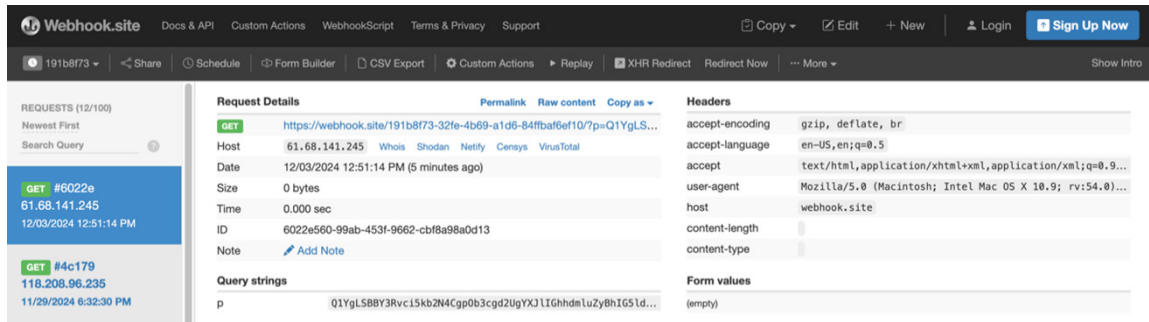 Webhook.site Docs & API Custom Actions WebhookScript Terms & Privacy Support Copy Edit + New Login Sign Up Now
191b8f73 Share Schedule Form Builder CSV Export Custom Actions Replay XHR Redirect Redirect Now ··· More Show Intro
REQUESTS (12/100)
Newest First
Search Query ?
GET #6022e
61.68.141.245
12/03/2024 12:51:14 PM
GET #4c179
118.208.96.235
11/29/2024 6:32:30 PM
Request Details Permalink Raw content Copy as
GET https://webhook.site/191b8f73-32fe-4b69-a1d6-84ffbaf6ef10/?p=Q1YgLS...
Host 61.68.141.245 Whois Shodan Netify Censys VirusTotal
Date 12/03/2024 12:51:14 PM (5 minutes ago)
Size 0 bytes
Time 0.000 sec
ID 6022e560-99ab-453f-9662-cbf8a98a0d13
Note Add Note
Query strings
p Q1YgLSBBY3Rvci5kb2N4CgpOb3cgd2UgYXJlIGhhdmluZyBhIG5ld...
Headers
accept-encoding gzip, deflate, br
accept-language en-US,en;q=0.5
accept text/html,application/xhtml+xml,application/xml;q=0.9...
user-agent Mozilla/5.0 (Macintosh; Intel Mac OS X 10.9; rv:54.0)...
host webhook.site
content-length
content-type
Form values
(empty)